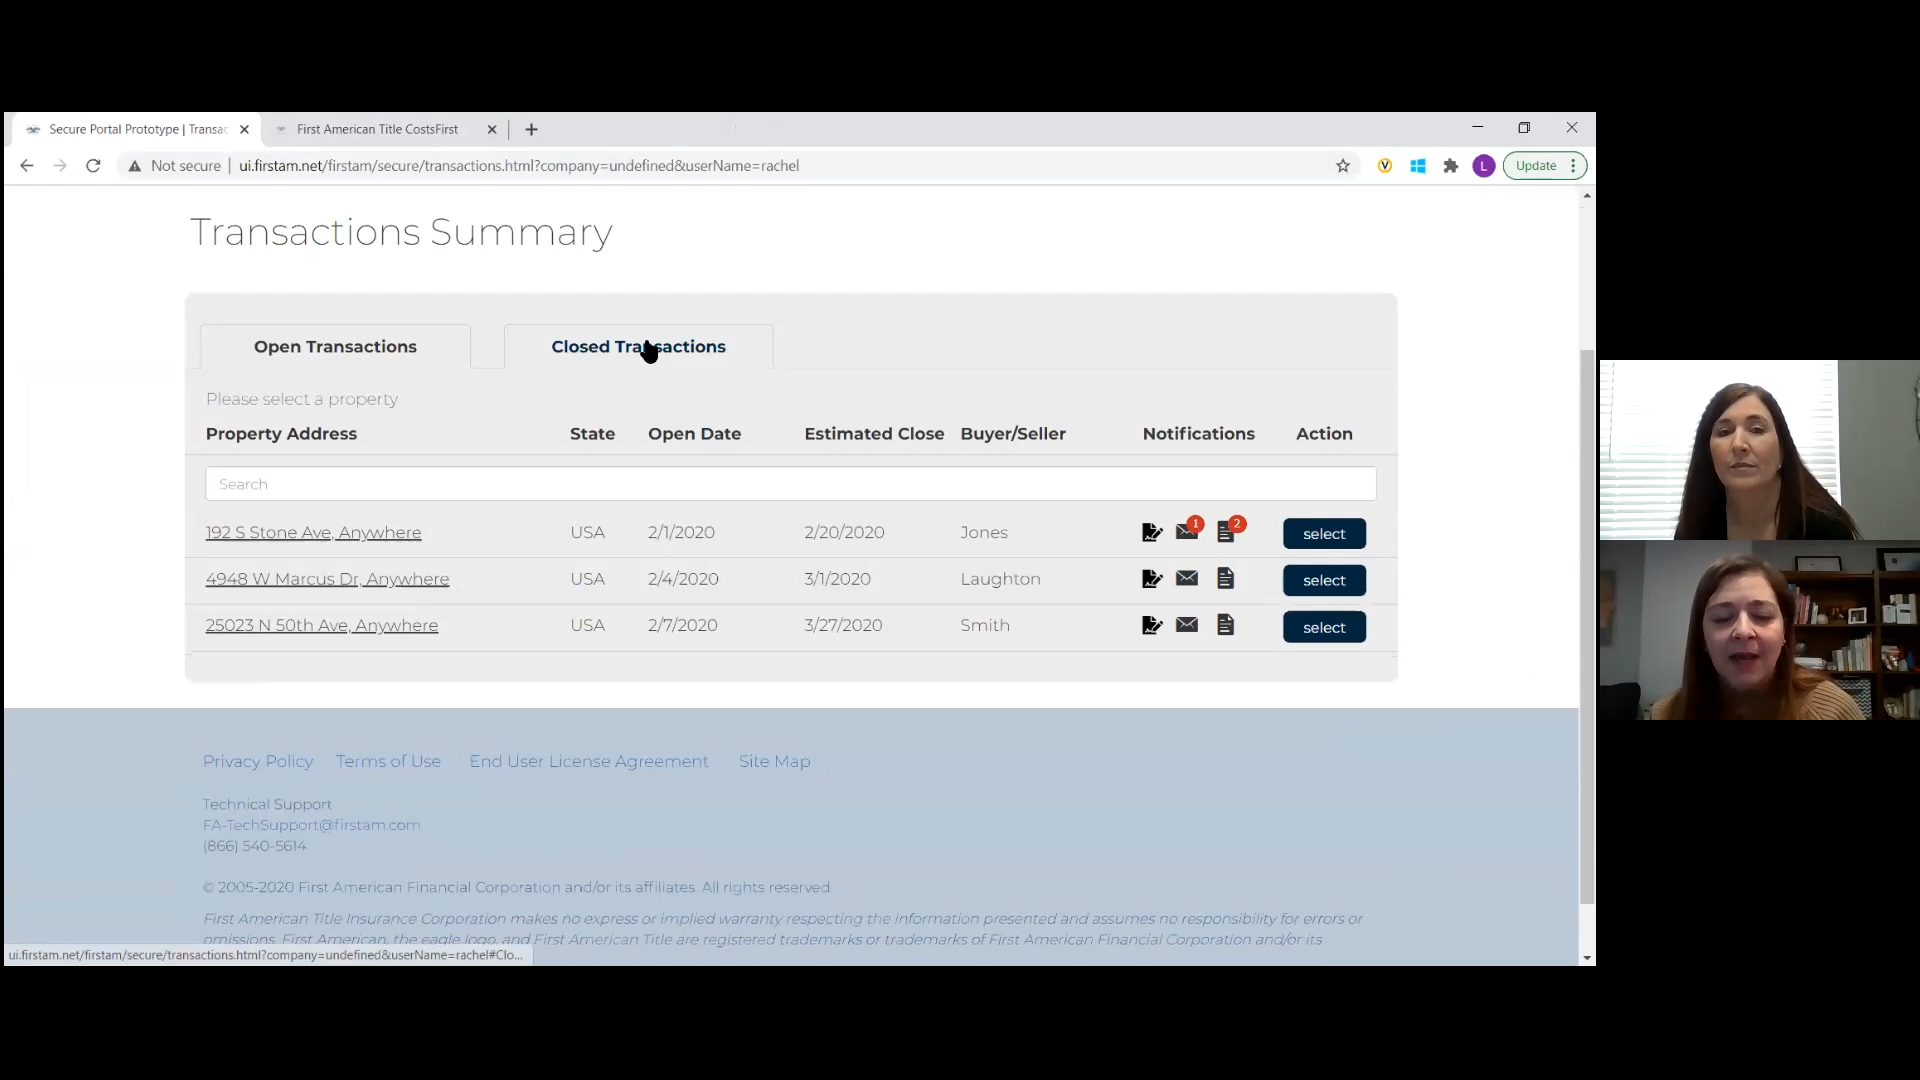 Secure Portal Prototype | Transac
First American Title CostsFirst
Not secure | ui.firstam.net/firstam/secure/transactions.html?company=undefined&userName=rachel
V
L
Update
Transactions Summary
Open Transactions
Closed Transactions
Please select a property
Property Address State Open Date Estimated Close Buyer/Seller Notifications Action
Search
192 S Stone Ave, Anywhere USA 2/1/2020 2/20/2020 Jones 1 2 select
4948 W Marcus Dr, Anywhere USA 2/4/2020 3/1/2020 Laughton select
25023 N 50th Ave, Anywhere USA 2/7/2020 3/27/2020 Smith select
Privacy Policy Terms of Use End User License Agreement Site Map
Technical Support
FA-TechSupport@firstam.com
(866) 540-5614
© 2005-2020 First American Financial Corporation and/or its affiliates. All rights reserved.
First American Title Insurance Corporation makes no express or implied warranty respecting the information presented and assumes no responsibility for errors or
omissions. First American, the eagle logo, and First American Title are registered trademarks or trademarks of First American Financial Corporation and/or its
ui.firstam.net/firstam/secure/transactions.html?company=undefined&userName=rachel#Clo...